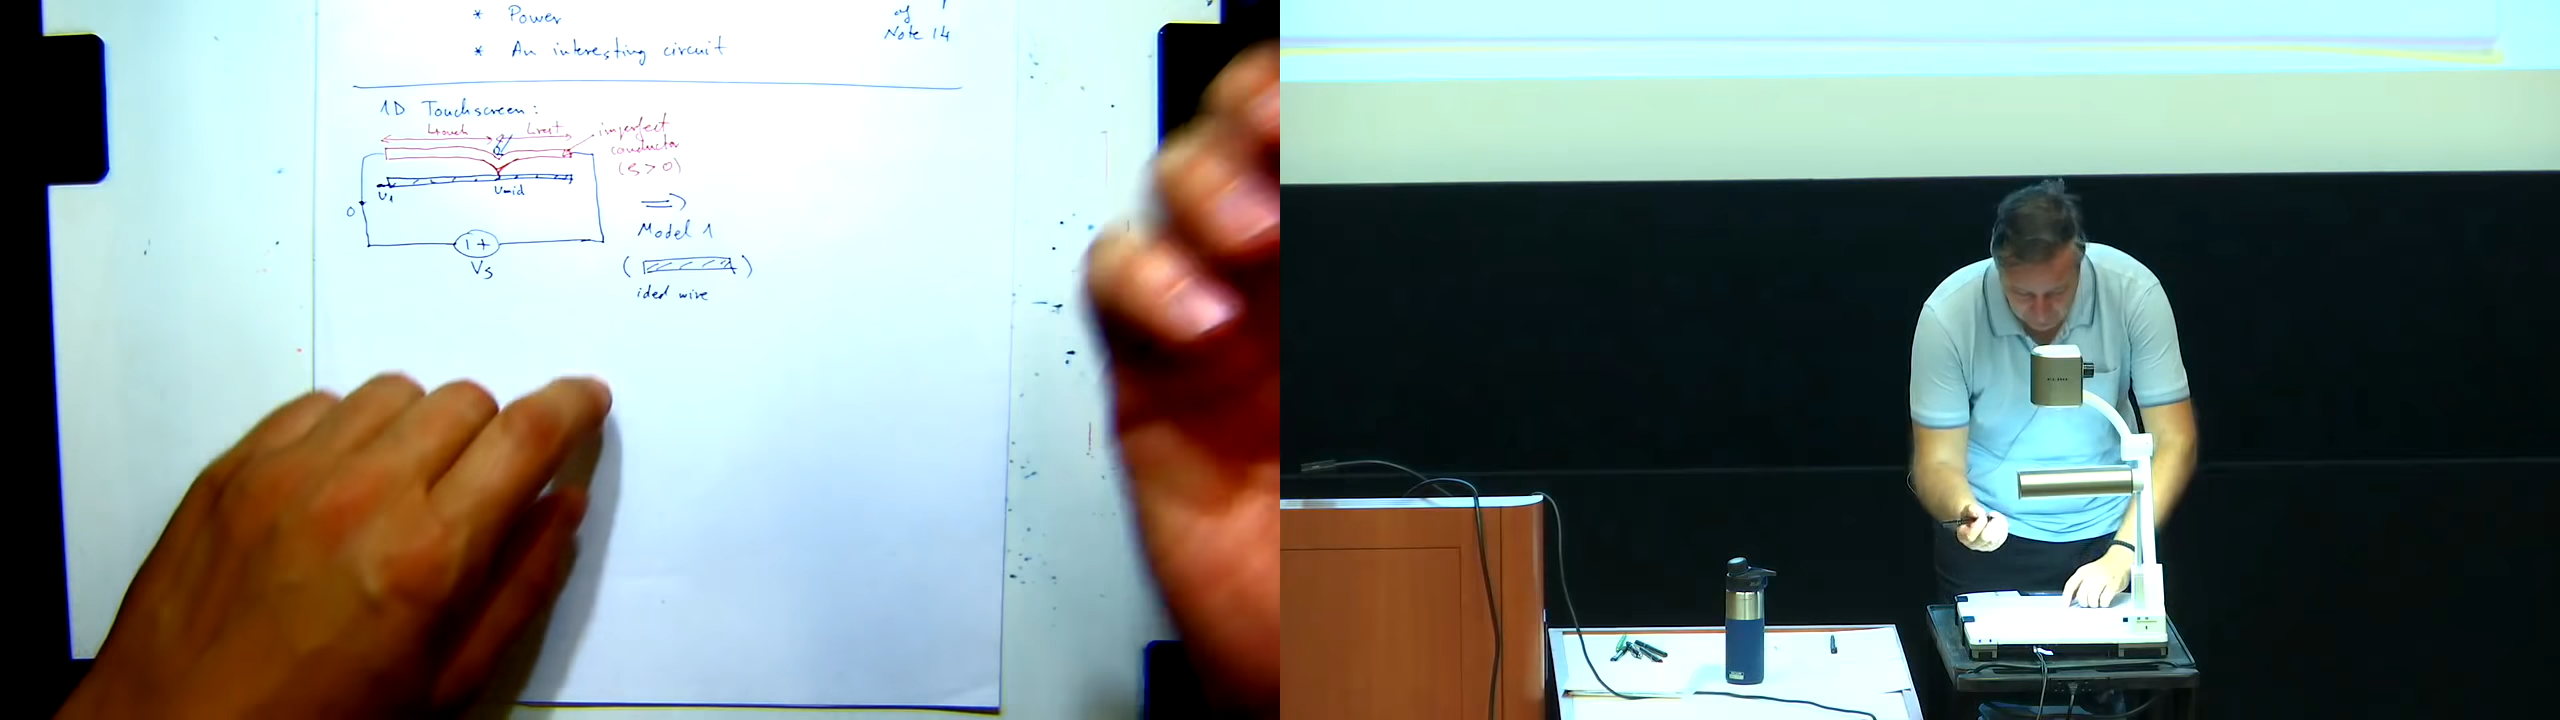 * Power
of
* An interesting circuit
Note 14
1D Touchscreen:
Ltouch
Lrest
imperfect
conductor
(ρ > 0)
U1
Umid
0
⇒
Model 1
- +
Vs
( )
ideal wire